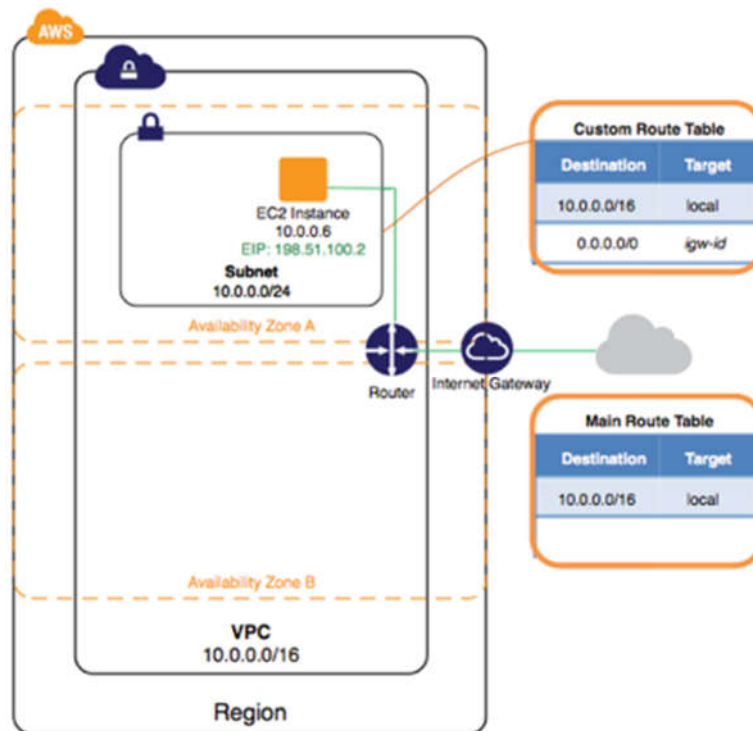 AWS
EC2 Instance
10.0.0.6
EIP: 198.51.100.2
Subnet
10.0.0.0/24
Availability Zone A
Router
Internet Gateway
Availability Zone B
VPC
10.0.0.0/16
Region
Custom Route Table
Destination Target
10.0.0.0/16 local
0.0.0.0/0 igw-id
Main Route Table
Destination Target
10.0.0.0/16 local